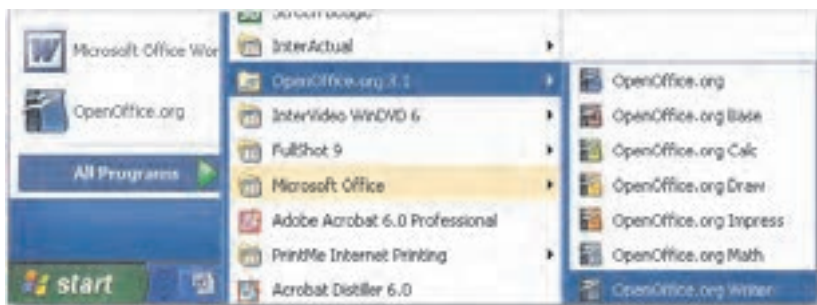 Microsoft Office Wor
OpenOffice.org
All Programs
start
InterActual
OpenOffice.org 3.1
InterVideo WinDVD 6
FullShot 9
Microsoft Office
Adobe Acrobat 6.0 Professional
PrintMe Internet Printing
Acrobat Distiller 6.0
OpenOffice.org
OpenOffice.org Base
OpenOffice.org Calc
OpenOffice.org Draw
OpenOffice.org Impress
OpenOffice.org Math
OpenOffice.org Writer